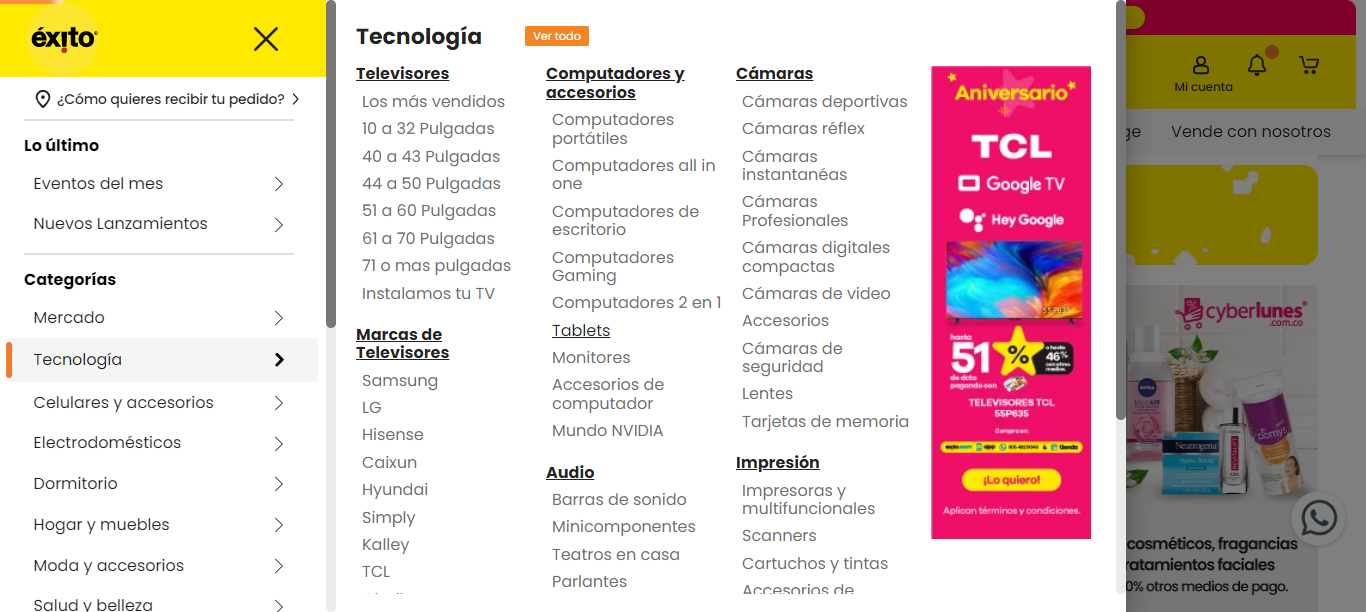 éxito
¿Cómo quieres recibir tu pedido?
Lo último
Eventos del mes
Nuevos Lanzamientos
Categorías
Mercado
Tecnología
Celulares y accesorios
Electrodomésticos
Dormitorio
Hogar y muebles
Moda y accesorios
Salud y belleza
Tecnología
Ver todo
Televisores
Los más vendidos
10 a 32 Pulgadas
40 a 43 Pulgadas
44 a 50 Pulgadas
51 a 60 Pulgadas
61 a 70 Pulgadas
71 o mas pulgadas
Instalamos tu TV
Marcas de
Televisores
Samsung
LG
Hisense
Caixun
Hyundai
Simply
Kalley
TCL
Computadores y
accesorios
Computadores
portátiles
Computadores all in
one
Computadores de
escritorio
Computadores
Gaming
Computadores 2 en 1
Tablets
Monitores
Accesorios de
computador
Mundo NVIDIA
Audio
Barras de sonido
Minicomponentes
Teatros en casa
Parlantes
Cámaras
Cámaras deportivas
Cámaras réflex
Cámaras
instantanéas
Cámaras
Profesionales
Cámaras digitales
compactas
Cámaras de video
Accesorios
Cámaras de
seguridad
Lentes
Tarjetas de memoria
Impresión
Impresoras y
multifuncionales
Scanners
Cartuchos y tintas
Accesorios de
Aniversario
TCL
Google TV
Hey Google
hasta
51%
de dcto
pagando con
o hasta
46%
con otros
medios.
TELEVISORES TCL
55P635
Compra en:
exito.com app & tienda
¡Lo quiero!
Aplican términos y condiciones.
Mi cuenta
ge
Vende con nosotros
cyberlunes
.com.co
nivea
Neutrogena
Hydro Boost
REVITALIFT
cosméticos, fragancias
tratamientos faciales
0% otros medios de pago.